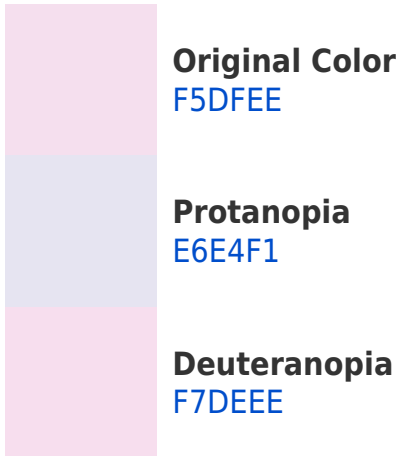 Original Color
F5DFEE
Protanopia
E6E4F1
Deuteranopia
F7DEEE